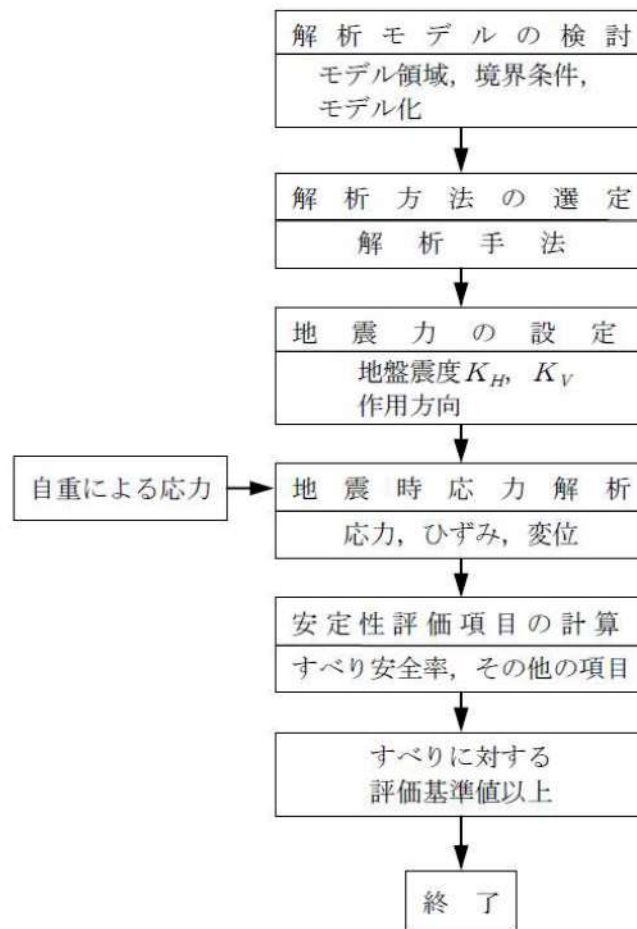 解析モデルの検討
モデル領域，境界条件，
モデル化
解析方法の選定
解析手法
地震力の設定
地盤震度K_H，K_V
作用方向
自重による応力
地震時応力解析
応力，ひずみ，変位
安定性評価項目の計算
すべり安全率，その他の項目
すべりに対する
評価基準値以上
終了